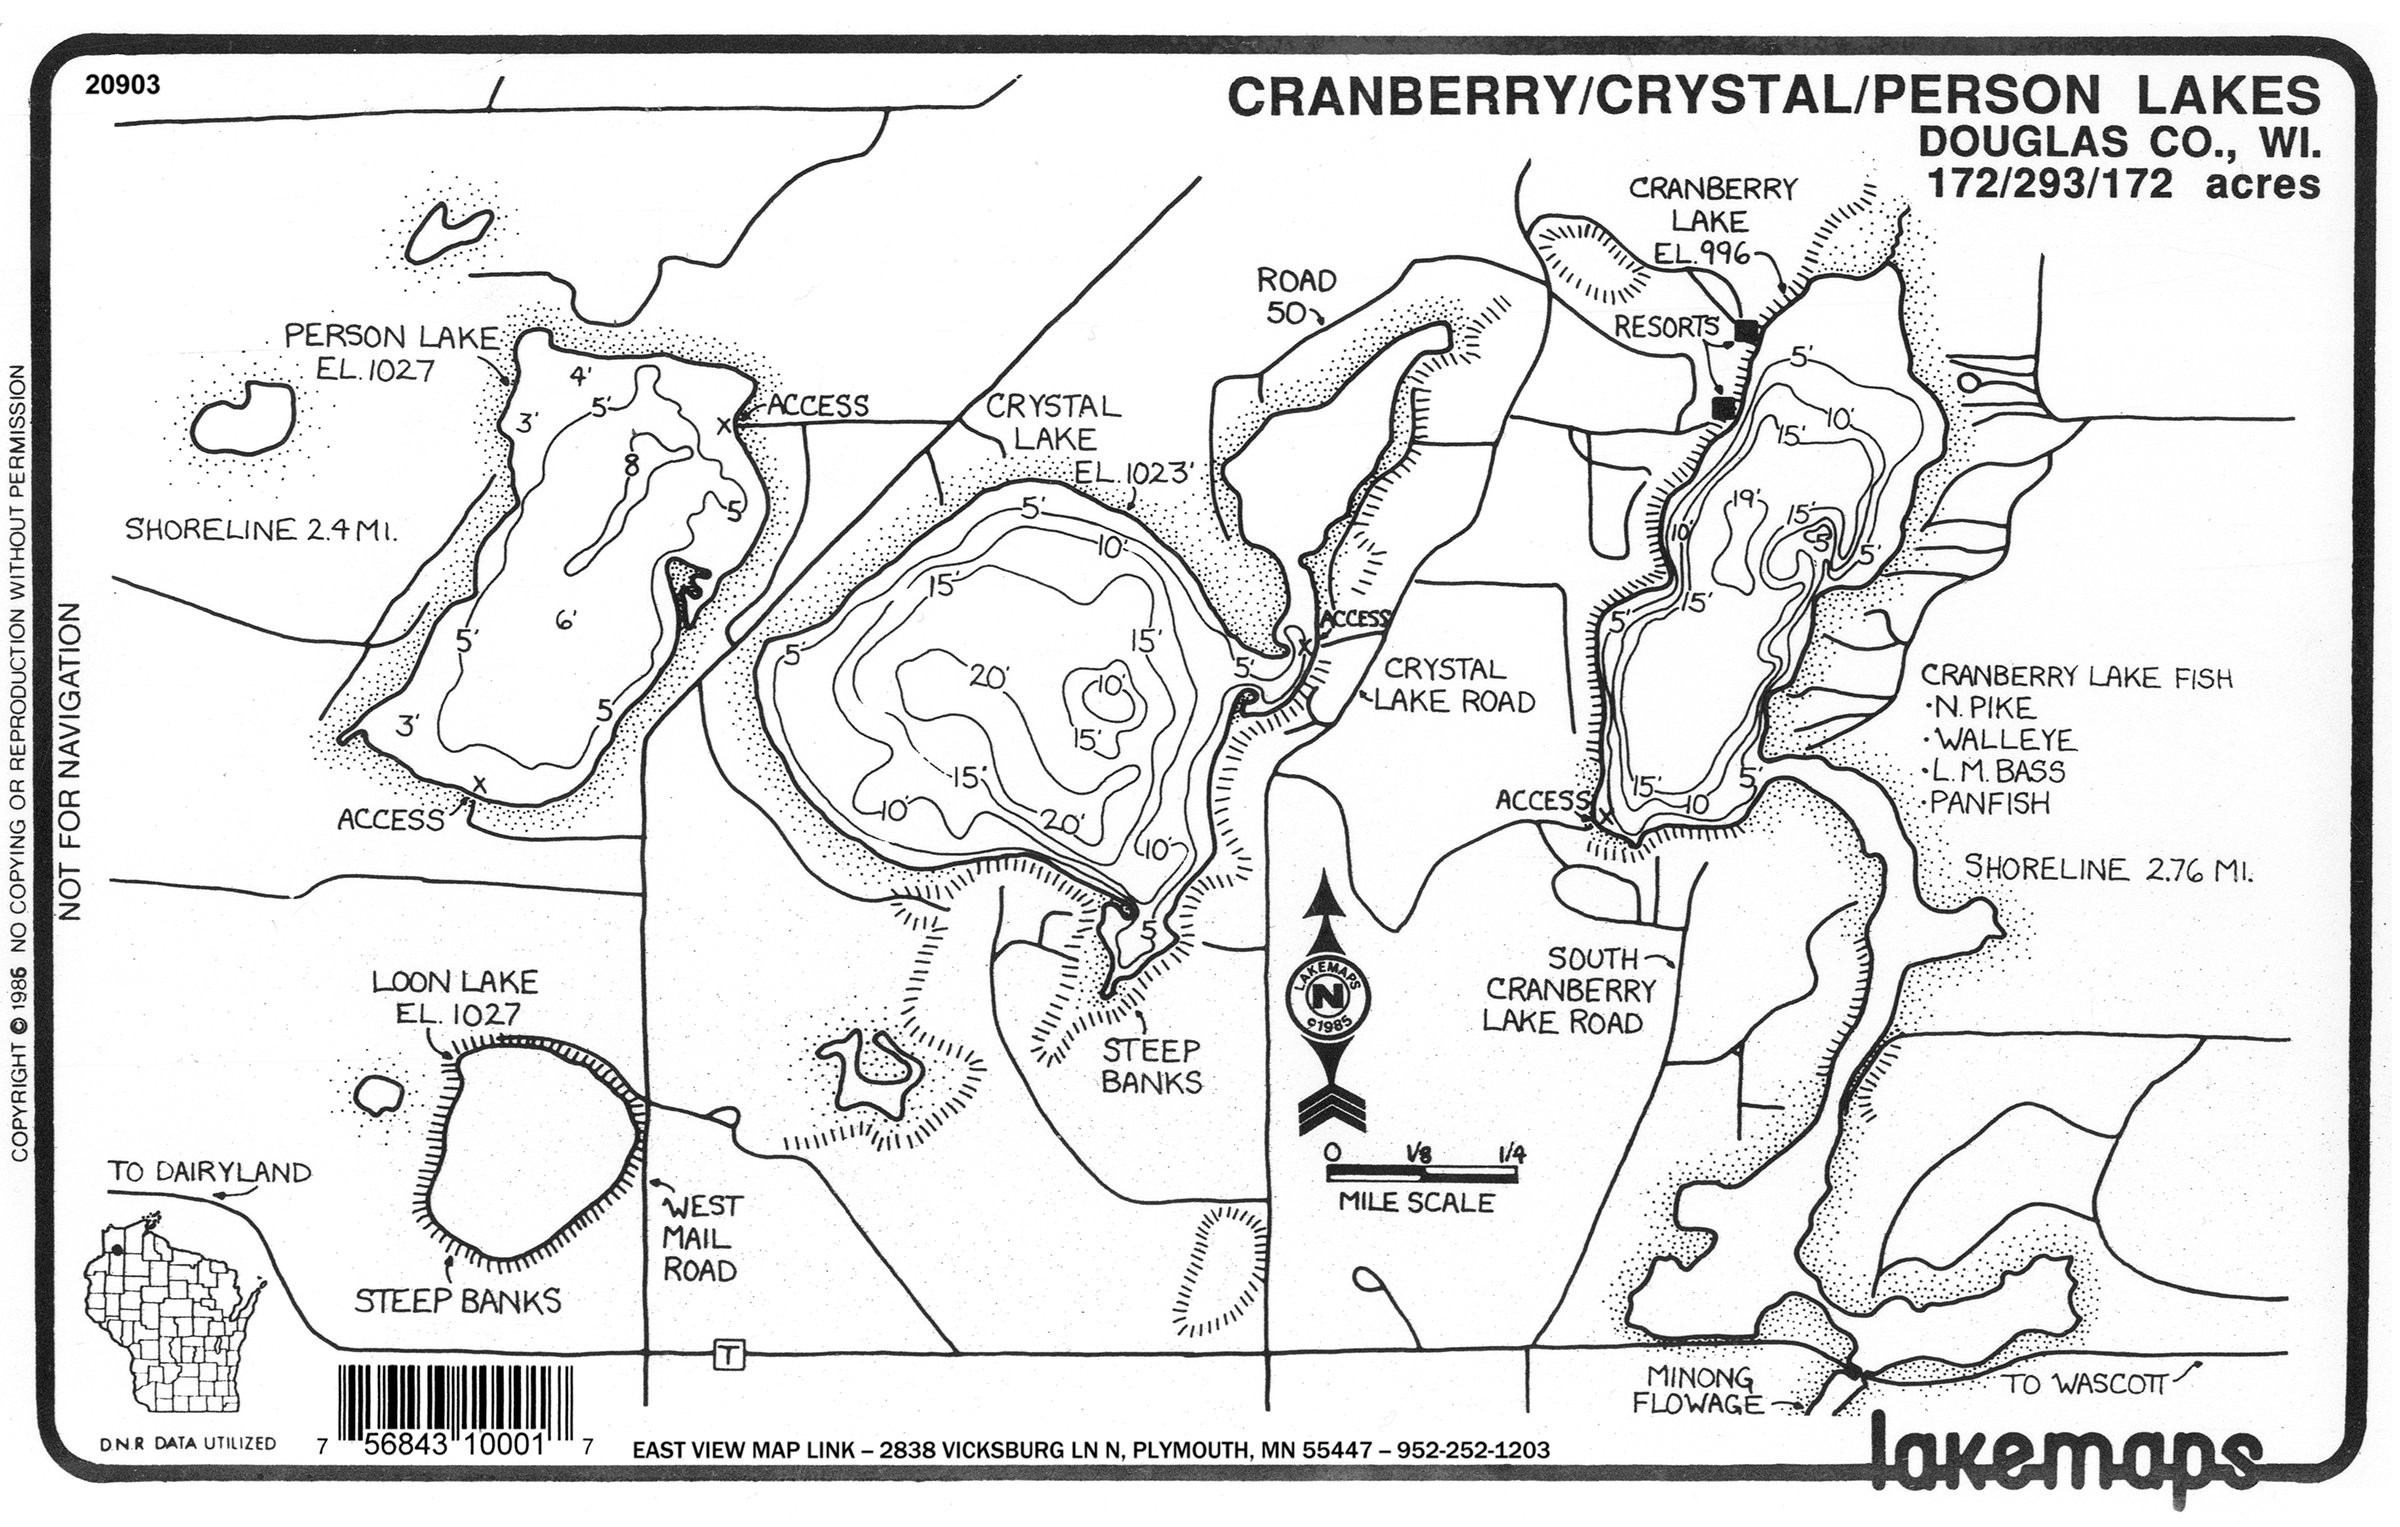 20903
CRANBERRY/CRYSTAL/PERSON LAKES
DOUGLAS CO., WI.
172/293/172 acres
CRANBERRY
LAKE
EL. 996
ROAD
50
RESORTS
PERSON LAKE
EL. 1027
4'
5'
3'
8
5
6'
5'
5
3'
ACCESS
ACCESS
SHORELINE 2.4 MI.
CRYSTAL
LAKE
EL. 1023'
5'
10'
15'
5'
15'
20'
10'
15'
5'
15'
10'
20'
10'
5
ACCESS
CRYSTAL
LAKE ROAD
5'
10'
15'
19'
15'
5
10'
5'
15'
5'
15'
10'
5'
ACCESS
CRANBERRY LAKE FISH
•N. PIKE
•WALLEYE
•L. M. BASS
•PANFISH
SHORELINE 2.76 MI.
SOUTH
CRANBERRY
LAKE ROAD
LOON LAKE
EL. 1027
STEEP
BANKS
LAKEMAPS
N
©1985
0 1/8 1/4
MILE SCALE
TO DAIRYLAND
WEST
MAIL
ROAD
STEEP BANKS
T
MINONG
FLOWAGE
TO WASCOTT
D.N.R DATA UTILIZED
7 56843 10001 7
EAST VIEW MAP LINK – 2838 VICKSBURG LN N, PLYMOUTH, MN 55447 – 952-252-1203
lakemaps
NOT FOR NAVIGATION
COPYRIGHT © 1986 NO COPYING OR REPRODUCTION WITHOUT PERMISSION